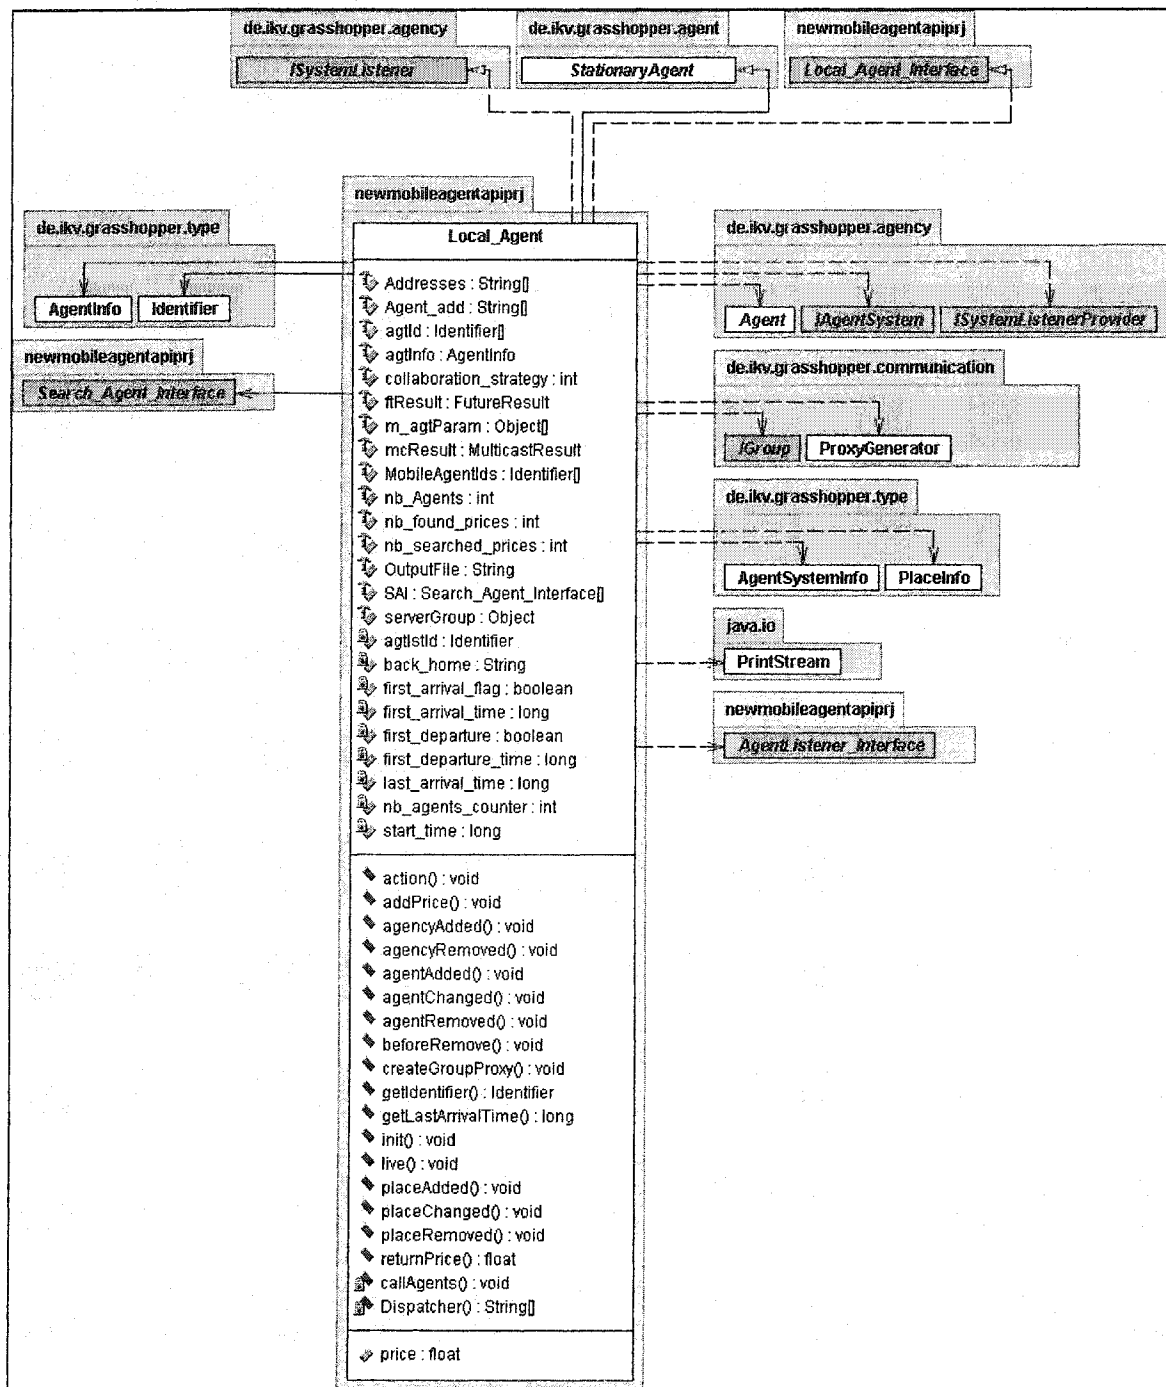 de.ikv.grasshopper.agency
ISystemListener
de.ikv.grasshopper.agent
StationaryAgent
newmobileagentapiprj
Local_Agent_Interface
de.ikv.grasshopper.type
AgentInfo
Identifier
newmobileagentapiprj
Search_Agent_Interface
newmobileagentapiprj
Local_Agent
Addresses : String[]
Agent_add : String[]
agtId : Identifier[]
agtInfo : AgentInfo
collaboration_strategy : int
ftResult : FutureResult
m_agtParam : Object[]
mcResult : MulticastResult
MobileAgentIds : Identifier[]
nb_Agents : int
nb_found_prices : int
nb_searched_prices : int
OutputFile : String
SAI : Search_Agent_Interface[]
serverGroup : Object
agtlstId : Identifier
back_home : String
first_arrival_flag : boolean
first_arrival_time : long
first_departure : boolean
first_departure_time : long
last_arrival_time : long
nb_agents_counter : int
start_time : long
action() : void
addPrice() : void
agencyAdded() : void
agencyRemoved() : void
agentAdded() : void
agentChanged() : void
agentRemoved() : void
beforeRemove() : void
createGroupProxy() : void
getIdentifier() : Identifier
getLastArrivalTime() : long
init() : void
live() : void
placeAdded() : void
placeChanged() : void
placeRemoved() : void
returnPrice() : float
callAgents() : void
Dispatcher() : String[]
price : float
de.ikv.grasshopper.agency
Agent
IAgentSystem
ISystemListenerProvider
de.ikv.grasshopper.communication
IGroup
ProxyGenerator
de.ikv.grasshopper.type
AgentSystemInfo
PlaceInfo
java.io
PrintStream
newmobileagentapiprj
AgentListener_Interface